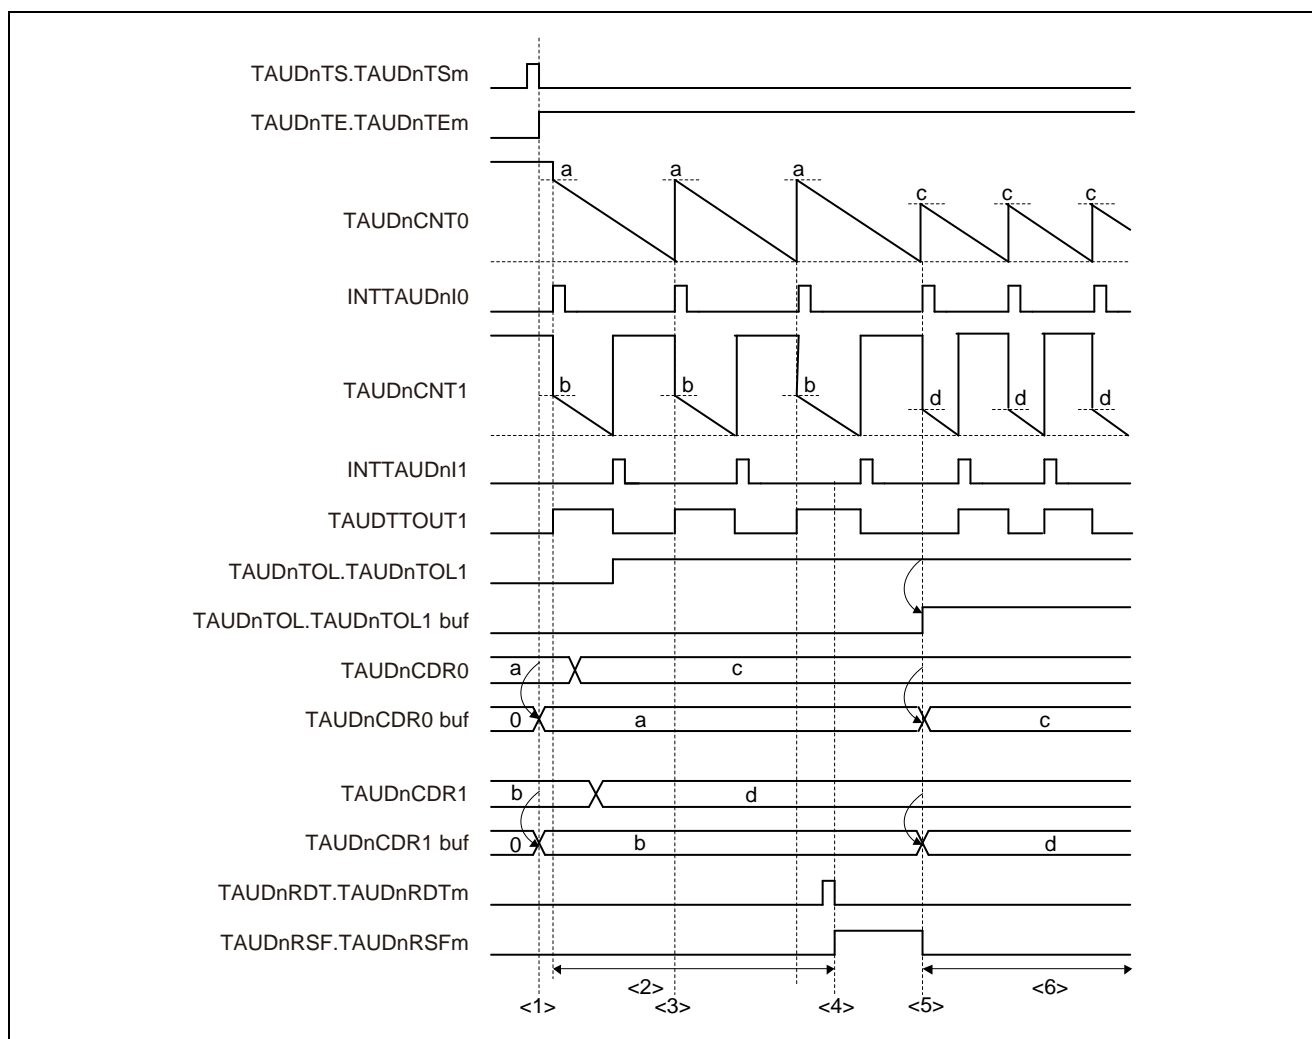 TAUDnTS.TAUDnTSm
TAUDnTE.TAUDnTEm
a a a
c c c
TAUDnCNT0
INTTAUDnI0
TAUDnCNT1
b b b d d d
INTTAUDnI1
TAUDTTOUT1
TAUDnTOL.TAUDnTOL1
TAUDnTOL.TAUDnTOL1 buf
TAUDnCDR0 a c
TAUDnCDR0 buf 0 a c
TAUDnCDR1 b d
TAUDnCDR1 buf 0 b d
TAUDnRDT.TAUDnRDTm
TAUDnRSF.TAUDnRSFm
<2> <6>
<1> <3> <4> <5>